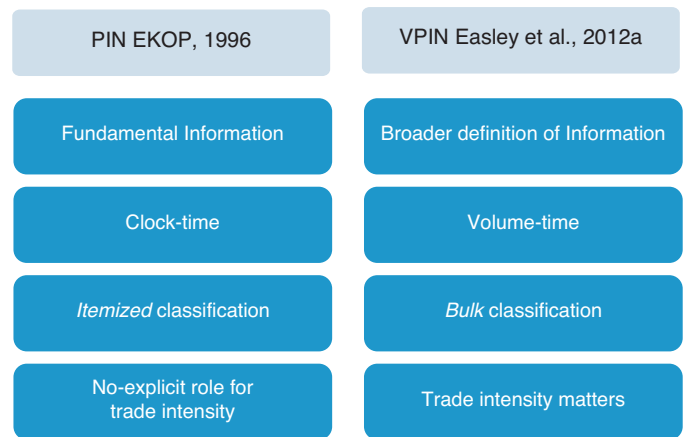 PIN EKOP, 1996
VPIN Easley et al., 2012a
Fundamental Information
Broader definition of Information
Clock-time
Volume-time
Itemized classification
Bulk classification
No-explicit role for
trade intensity
Trade intensity matters